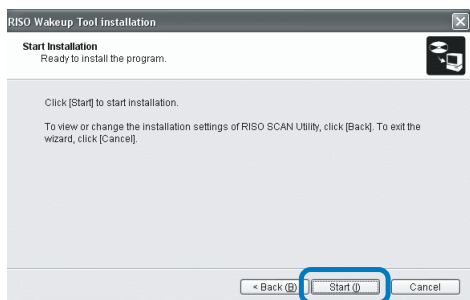 RISO Wakeup Tool installation
Start Installation
Ready to install the program.
Click [Start] to start installation.
To view or change the installation settings of RISO SCAN Utility, click [Back]. To exit the
wizard, click [Cancel].
< Back (B)
Start (I)
Cancel